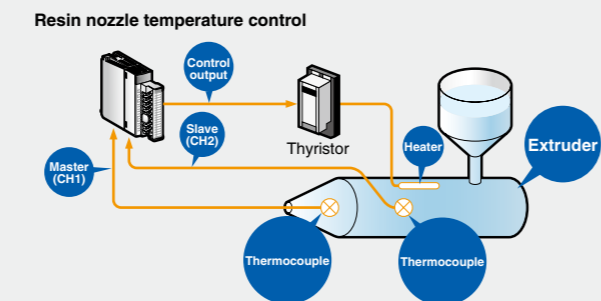 Resin nozzle temperature control
Control
output
Slave
(CH2)
Master
(CH1)
Thyristor
Heater
Extruder
Thermocouple
Thermocouple